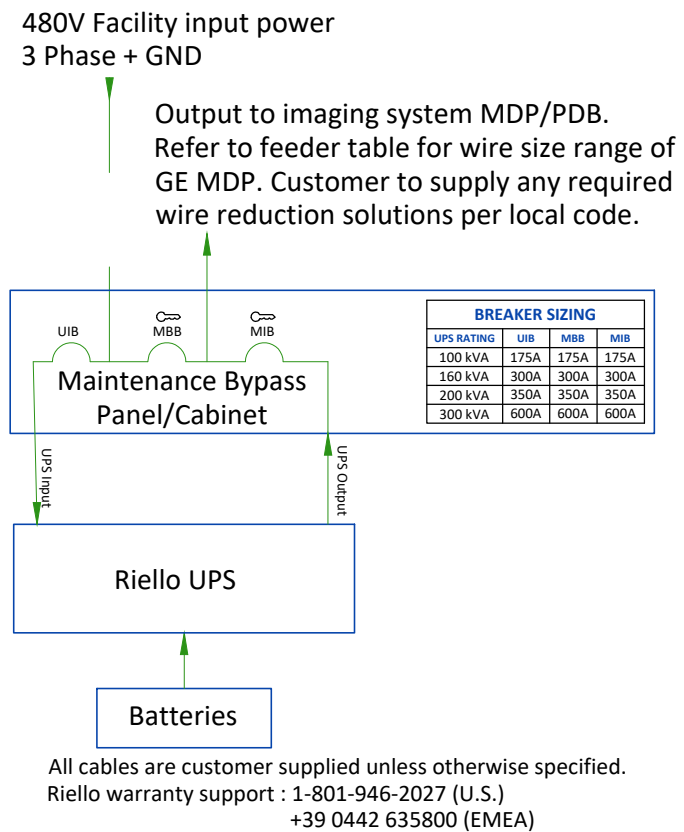 480V Facility input power
3 Phase + GND
Output to imaging system MDP/PDB.
Refer to feeder table for wire size range of
GE MDP. Customer to supply any required
wire reduction solutions per local code.
UIB
MBB
MIB
BREAKER SIZING
UPS RATING UIB MBB MIB
100 kVA 175A 175A 175A
160 kVA 300A 300A 300A
200 kVA 350A 350A 350A
300 kVA 600A 600A 600A
Maintenance Bypass
Panel/Cabinet
UPS Input
UPS Output
Riello UPS
Batteries
All cables are customer supplied unless otherwise specified.
Riello warranty support : 1-801-946-2027 (U.S.)
+39 0442 635800 (EMEA)